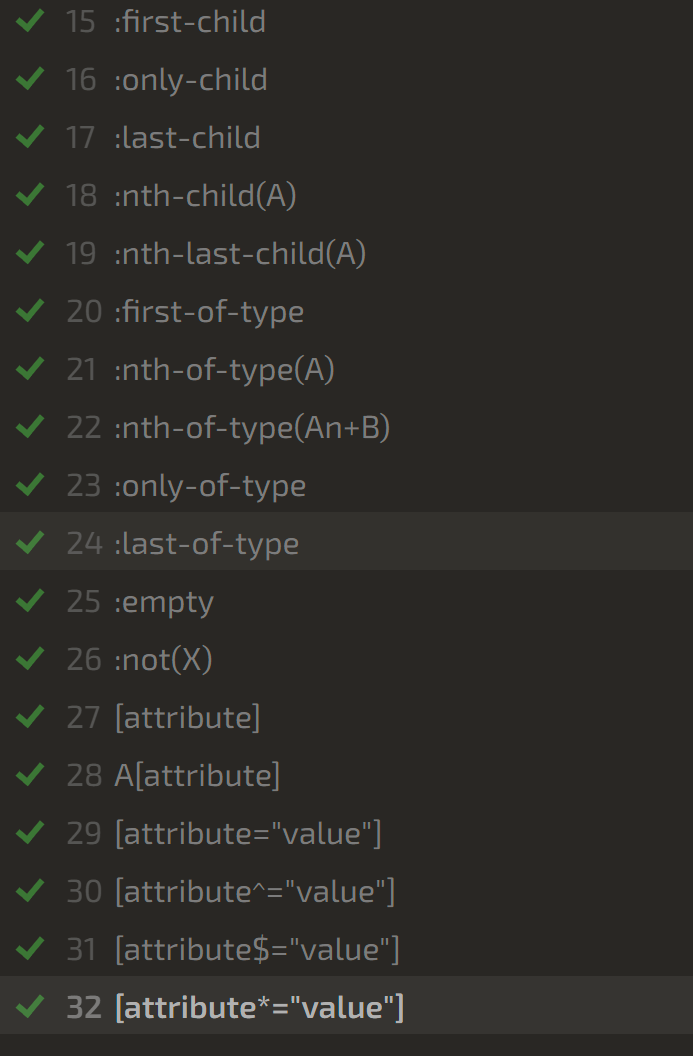 15 :first-child
16 :only-child
17 :last-child
18 :nth-child(A)
19 :nth-last-child(A)
20 :first-of-type
21 :nth-of-type(A)
22 :nth-of-type(An+B)
23 :only-of-type
24 :last-of-type
25 :empty
26 :not(X)
27 [attribute]
28 A[attribute]
29 [attribute="value"]
30 [attribute^="value"]
31 [attribute$="value"]
32 [attribute*="value"]